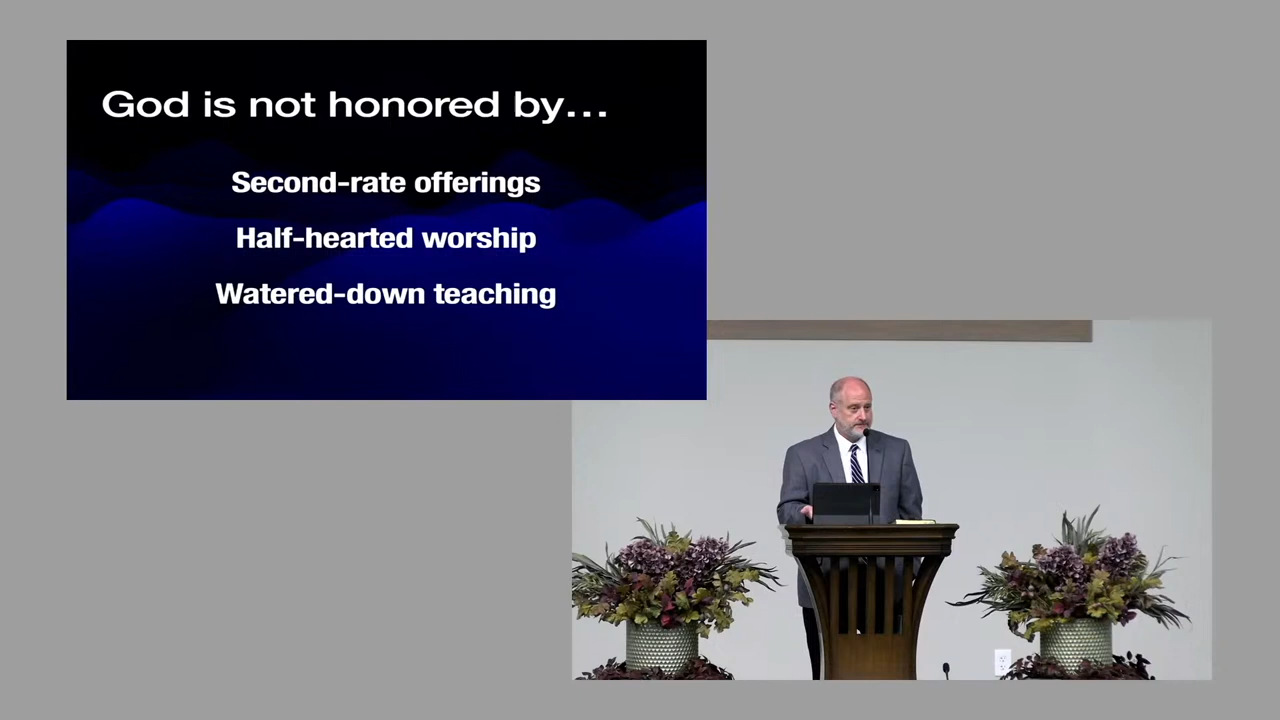 God is not honored by...
Second-rate offerings
Half-hearted worship
Watered-down teaching